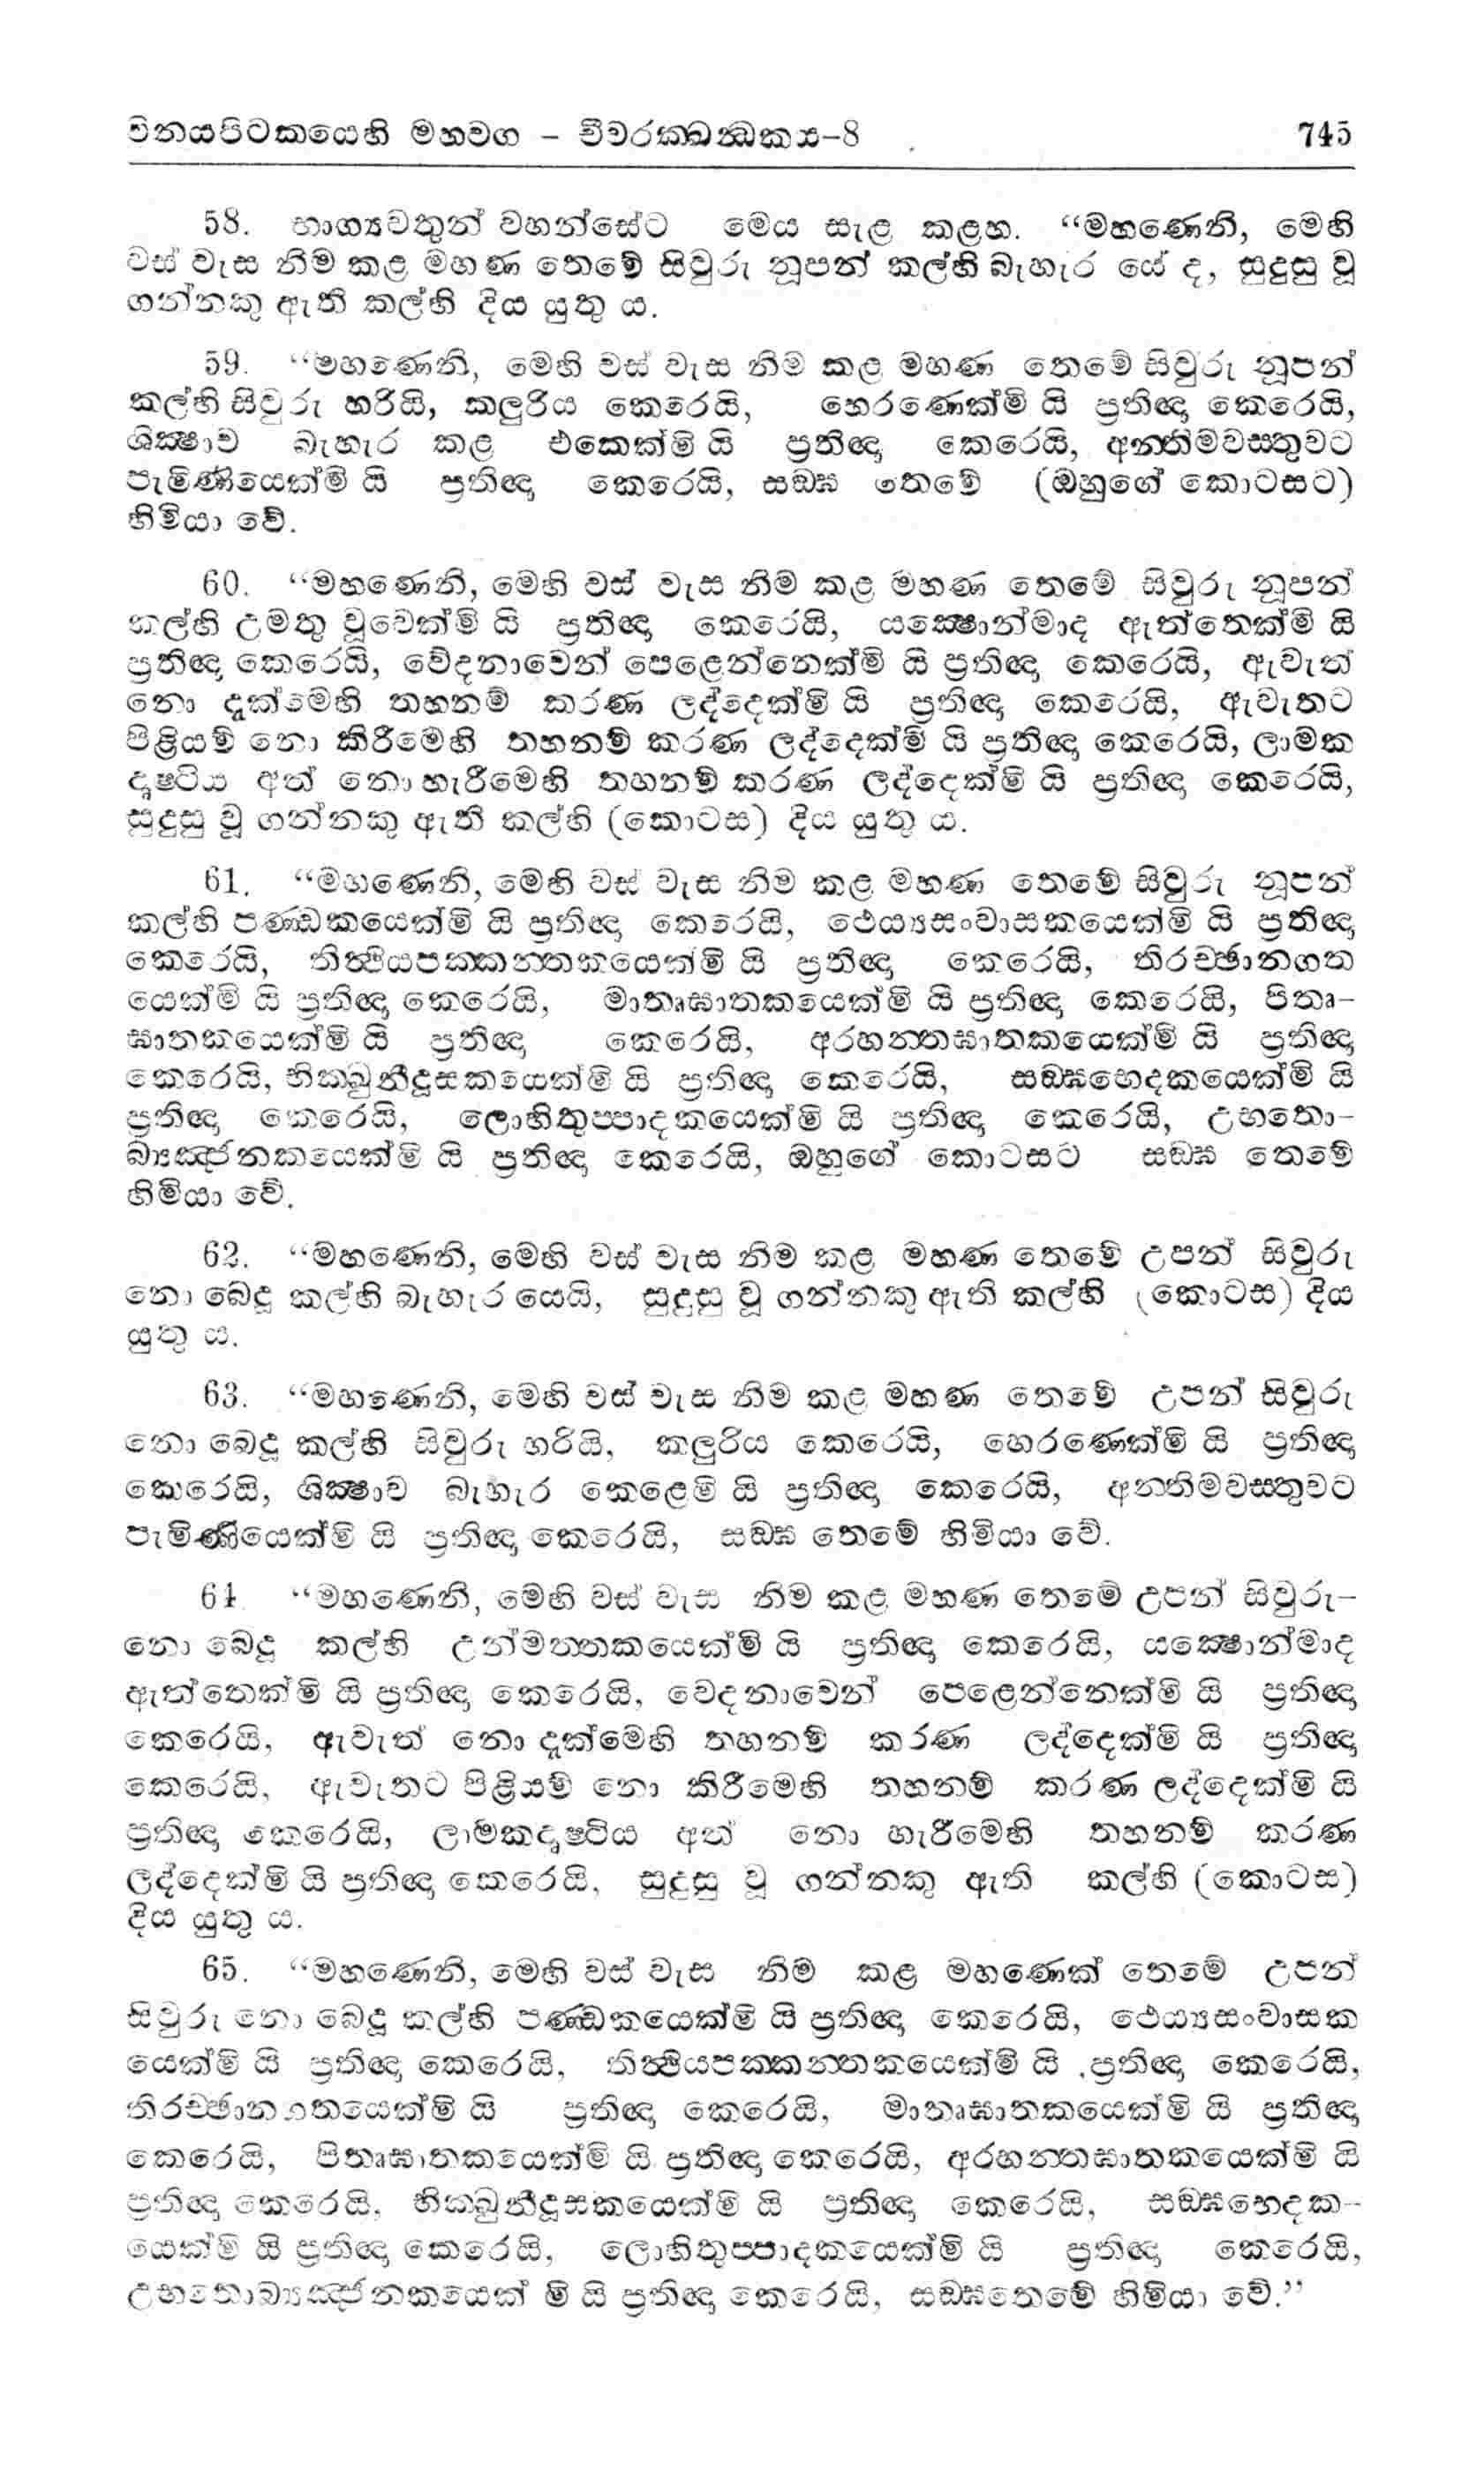 විනයපිටකයෙහි මහවග – චීවරක්ඛන්ධකය–8 745
58. භාග්‍යවතුන් වහන්සේට මෙය සැළ කළහ. “මහණෙනි, මෙහි
වස් වැස නිම කළ මහණ තෙමේ සිවුරු නූපන් කල්හි බැහැර යේ ද, සුදුසු වූ
ගන්නකු ඇති කල්හි දිය යුතු ය.
59. “මහණෙනි, මෙහි වස් වැස නිම කළ මහණ තෙමේ සිවුරු නූපන්
කල්හි සිවුරු හරියි, කලුරිය කෙරෙයි, හෙරණෙක්මි යි ප්‍රතිඥා කෙරෙයි,
ශික්‍ෂාව බැහැර කළ එකෙක්මි යි ප්‍රතිඥා කෙරෙයි, අන්තිමවස්තුවට
පැමිණියෙක්මි යි ප්‍රතිඥා කෙරෙයි, සඞ්ඝ තෙමේ (ඔහුගේ කොටසට)
හිමියා වේ.
60. “මහණෙනි, මෙහි වස් වැස නිම කළ මහණ තෙමේ සිවුරු නූපන්
කල්හි උමතු වූවෙක්මි යි ප්‍රතිඥා කෙරෙයි, යක්‍ෂොන්මාද ඇත්තෙක්මි යි
ප්‍රතිඥා කෙරෙයි, වේදනාවෙන් පෙළෙන්නෙක්මි යි ප්‍රතිඥා කෙරෙයි, ඇවැත්
නො දැක්මෙහි තහනම් කරණ ලද්දෙක්මි යි ප්‍රතිඥා කෙරෙයි, ඇවැතට
පිළියම් නො කිරීමෙහි තහනම් කරණ ලද්දෙක්මි යි ප්‍රතිඥා කෙරෙයි, ලාමක
දෘෂ්ටිය අත් නොහැරීමෙහි තහනම් කරණ ලද්දෙක්මි යි ප්‍රතිඥා කෙරෙයි,
සුදුසු වූ ගන්නකු ඇති කල්හි (කොටස) දිය යුතු ය.
61. “මහණෙනි, මෙහි වස් වැස නිම කළ මහණ තෙමේ සිවුරු නූපන්
කල්හි පණ්ඩකයෙක්මි යි ප්‍රතිඥා කෙරෙයි, ථෙය්‍යසංවාසකයෙක්මි යි ප්‍රතිඥා
කෙරෙයි, තිත්‍ථියපක්කන්තකයෙක්මි යි ප්‍රතිඥා කෙරෙයි, තිරච්ඡානගත
යෙක්මි යි ප්‍රතිඥා කෙරෙයි, මාතෘඝාතකයෙක්මි යි ප්‍රතිඥා කෙරෙයි, පිතෘ–
ඝාතකයෙක්මි යි ප්‍රතිඥා කෙරෙයි, අරහන්තඝාතකයෙක්මි යි ප්‍රතිඥා
කෙරෙයි, භික්ඛුනීදූසකයෙක්මි යි ප්‍රතිඥා කෙරෙයි, සඞ්ඝභෙදකයෙක්මි යි
ප්‍රතිඥා කෙරෙයි, ලොහිතුප්පාදකයෙක්මි යි ප්‍රතිඥා කෙරෙයි, උභතො–
ඛ්‍යඤ්ජනකයෙක්මි යි ප්‍රතිඥා කෙරෙයි, ඔහුගේ කොටසට සඞ්ඝ තෙමේ
හිමියා වේ.
62. “මහණෙනි, මෙහි වස් වැස නිම කළ මහණ තෙමේ උපන් සිවුරු
නො බෙදූ කල්හි බැහැර යෙයි, සුදුසු වූ ගන්නකු ඇති කල්හි (කොටස) දිය
යුතු ය.
63. “මහණෙනි, මෙහි වස් වැස නිම කළ මහණ තෙමේ උපන් සිවුරු
නො බෙදූ කල්හි සිවුරු හරියි, කලුරිය කෙරෙයි, හෙරණෙක්මි යි ප්‍රතිඥා
කෙරෙයි, ශික්‍ෂාව බැහැර කෙළෙමි යි ප්‍රතිඥා කෙරෙයි, අන්තිමවස්තුවට
පැමිණියෙක්මි යි ප්‍රතිඥා කෙරෙයි, සඞ්ඝ තෙමේ හිමියා වේ.
64. “මහණෙනි, මෙහි වස් වැස නිම කළ මහණ තෙමේ උපන් සිවුරු–
නො බෙදූ කල්හි උන්මත්තකයෙක්මි යි ප්‍රතිඥා කෙරෙයි, යක්‍ෂොන්මාද
ඇත්තෙක්මි යි ප්‍රතිඥා කෙරෙයි, වෙදනාවෙන් පෙළෙන්නෙක්මි යි ප්‍රතිඥා
කෙරෙයි, ඇවැත් නො දැක්මෙහි තහනම් කරණ ලද්දෙක්මි යි ප්‍රතිඥා
කෙරෙයි, ඇවැතට පිළියම් නො කිරීමෙහි තහනම් කරණ ලද්දෙක්මි යි
ප්‍රතිඥා කෙරෙයි, ලාමකදෘෂ්ටිය අත් නො හැරීමෙහි තහනම් කරණ
ලද්දෙක්මි යි ප්‍රතිඥා කෙරෙයි, සුදුසු වූ ගන්නකු ඇති කල්හි (කොටස)
දිය යුතු ය.
65. “මහණෙනි, මෙහි වස් වැස නිම කළ මහණෙක් තෙමේ උපන්
සිවුරු නො බෙදූ කල්හි පණ්ඩකයෙක්මි යි ප්‍රතිඥා කෙරෙයි, ථෙය්‍යසංවාසක
යෙක්මි යි ප්‍රතිඥා කෙරෙයි, තිත්‍ථියපක්කන්තකයෙක්මි යි ප්‍රතිඥා කෙරෙයි,
තිරච්ඡානගතයෙක්මි යි ප්‍රතිඥා කෙරෙයි, මාතෘඝාතකයෙක්මි යි ප්‍රතිඥා
කෙරෙයි, පිතෘඝාතකයෙක්මි යි ප්‍රතිඥා කෙරෙයි, අරහන්තඝාතකයෙක්මි යි
ප්‍රතිඥා කෙරෙයි, භික්ඛුනීදූසකයෙක්මි යි ප්‍රතිඥා කෙරෙයි, සඞ්ඝභෙදක–
යෙක්මි යි ප්‍රතිඥා කෙරෙයි, ලොහිතුප්පාදකයෙක්මි යි ප්‍රතිඥා කෙරෙයි,
උභතොඛ්‍යඤ්ජනකයෙක් මි යි ප්‍රතිඥා කෙරෙයි, සඞ්ඝතෙමේ හිමියා වේ.”